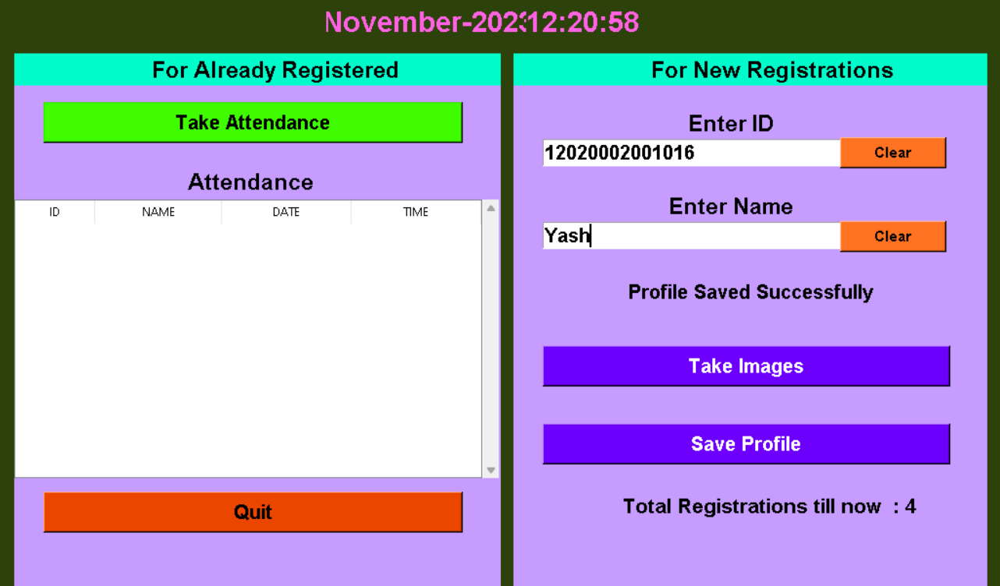 November-202312:20:58
For Already Registered
Take Attendance
Attendance
ID NAME DATE TIME
Quit
For New Registrations
Enter ID
12020002001016 Clear
Enter Name
Yash Clear
Profile Saved Successfully
Take Images
Save Profile
Total Registrations till now : 4